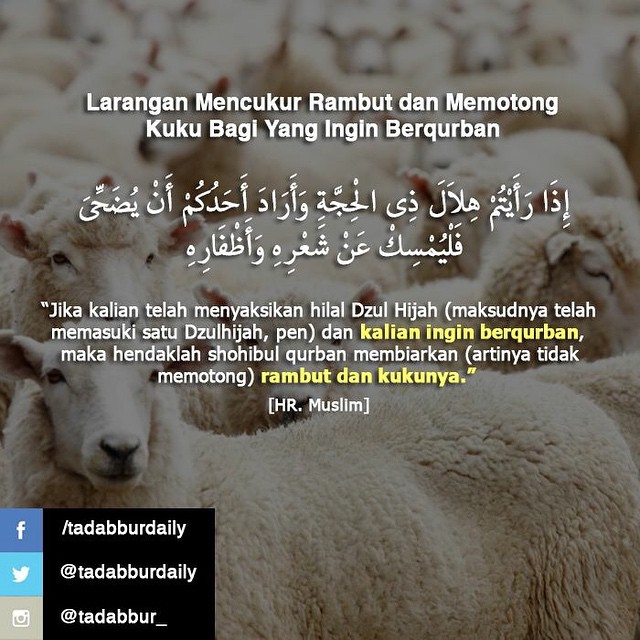 Larangan Mencukur Rambut dan Memotong
Kuku Bagi Yang Ingin Berqurban
إِذَا رَأَيْتُمْ هِلاَلَ ذِى الْحِجَّةِ وَأَرَادَ أَحَدُكُمْ أَنْ يُضَحِّىَ
فَلْيُمْسِكْ عَنْ شَعْرِهِ وَأَظْفَارِهِ
“Jika kalian telah menyaksikan hilal Dzul Hijah (maksudnya telah
memasuki satu Dzulhijah, pen) dan kalian ingin berqurban,
maka hendaklah shohibul qurban membiarkan (artinya tidak
memotong) rambut dan kukunya.”
[HR. Muslim]
/tadabburdaily
@tadabburdaily
@tadabbur_